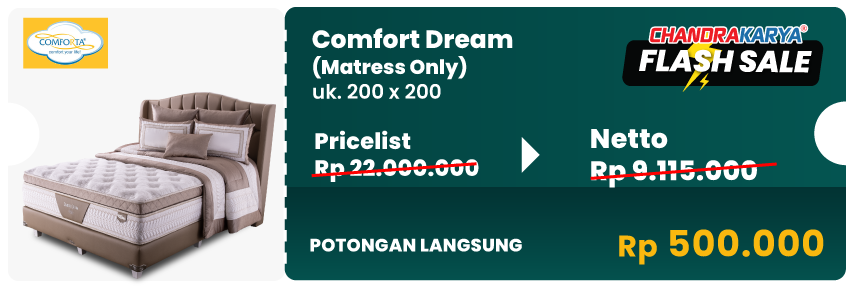 COMFORTA
comfort your life!
Comfort Dream
(Matress Only)
uk. 200 x 200
CHANDRAKARYA®
FLASH SALE
Pricelist
Rp 22.000.000
Netto
Rp 9.115.000
POTONGAN LANGSUNG
Rp 500.000